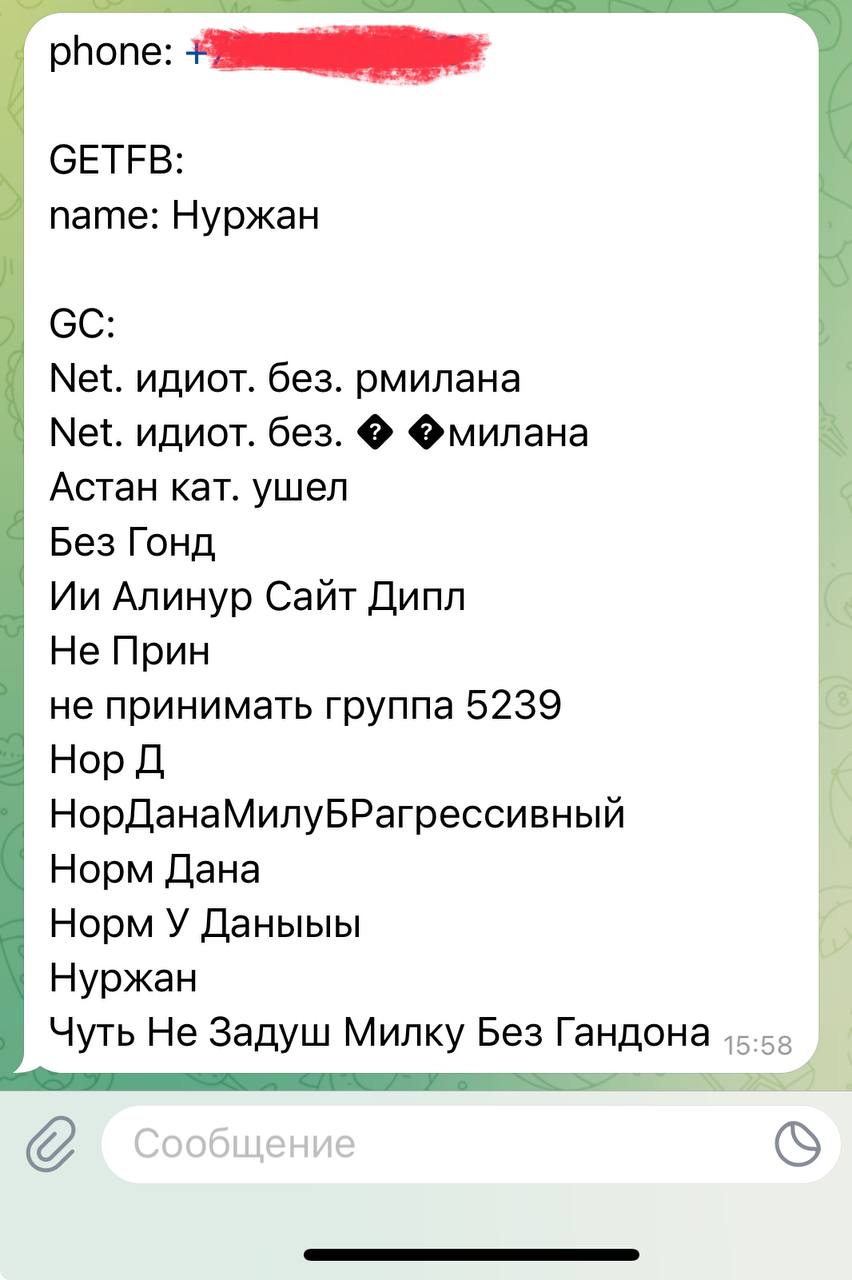 phone: +
GETFB:
name: Нуржан
GC:
Net. идиот. без. рмилана
Net. идиот. без. � �милана
Астан кат. ушел
Без Гонд
Ии Алинур Сайт Дипл
Не Прин
не принимать группа 5239
Нор Д
НорДанаМилуБРагрессивный
Норм Дана
Норм У Даныыы
Нуржан
Чуть Не Задуш Милку Без Гандона 15:58
Сообщение